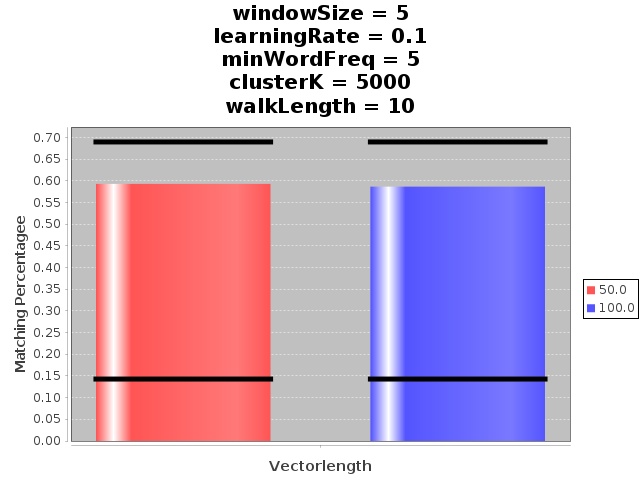 windowSize = 5
learningRate = 0.1
minWordFreq = 5
clusterK = 5000
walkLength = 10
Matching Percentagee
0.70
0.65
0.60
0.55
0.50
0.45
0.40
0.35
0.30
0.25
0.20
0.15
0.10
0.05
0.00
Vectorlength
50.0
100.0